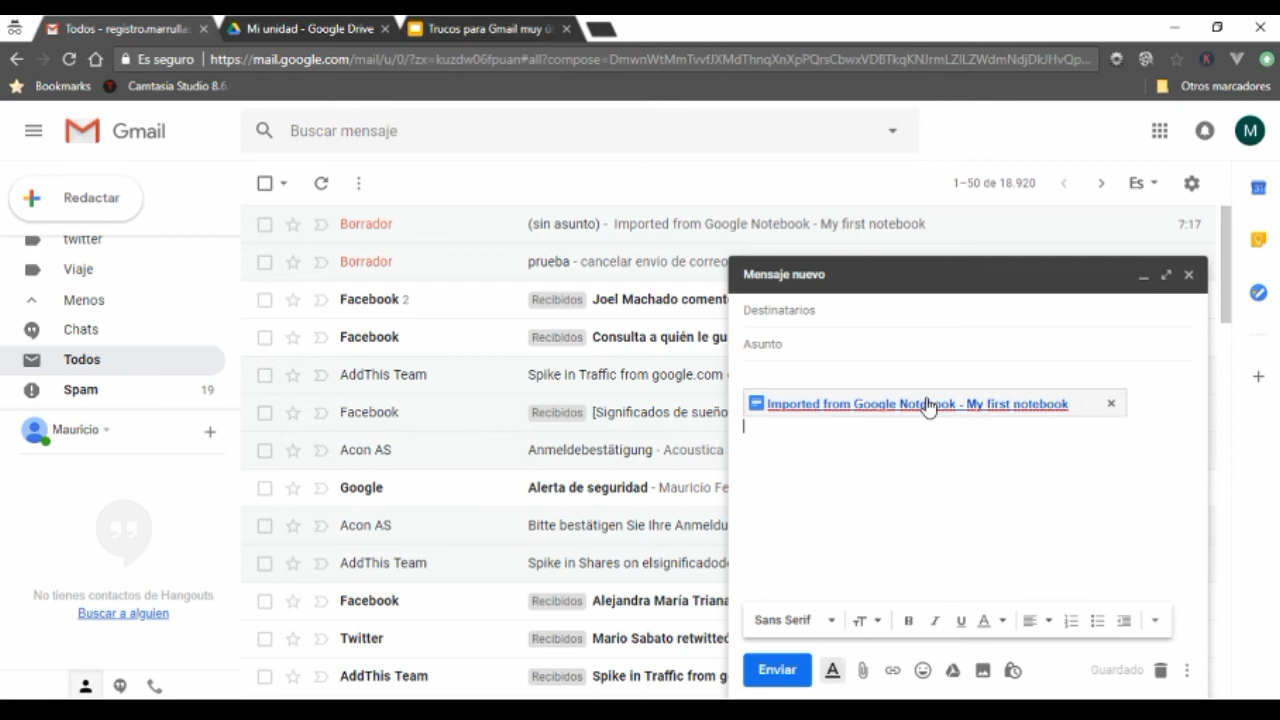 Todos - registro.marrulla
Mi unidad - Google Drive
Trucos para Gmail muy ú
Es seguro
https://mail.google.com/mail/u/0/?zx=kuzdw06fpuan#all?compose=
Bookmarks
Camtasia Studio 8.6
Otros marcadores
Gmail
Buscar mensaje
M
Redactar
1–50 de 18.920
Es
twitter
Viaje
Menos
Chats
Todos
Spam 19
Mauricio
No tienes contactos de Hangouts
Buscar a alguien
Borrador (sin asunto) - Imported from Google Notebook - My first notebook 7:17
Borrador prueba - cancelar envio de correo
Facebook 2 Recibidos Joel Machado coment
Facebook Recibidos Consulta a quién le gu
AddThis Team Spike in Traffic from google.com
Facebook Recibidos [Significados de sueño
Acon AS Anmeldebestätigung - Acoustica
Google Alerta de seguridad - Mauricio Fe
Acon AS Bitte bestätigen Sie Ihre Anmeldu
AddThis Team Spike in Shares on elsignificadod
Facebook Recibidos Alejandra María Triana
Twitter Recibidos Mario Sabato retwitteó
AddThis Team Recibidos Spike in Traffic from g
Mensaje nuevo
Destinatarios
Asunto
Imported from Google Notebook - My first notebook
Sans Serif
Enviar
Guardado